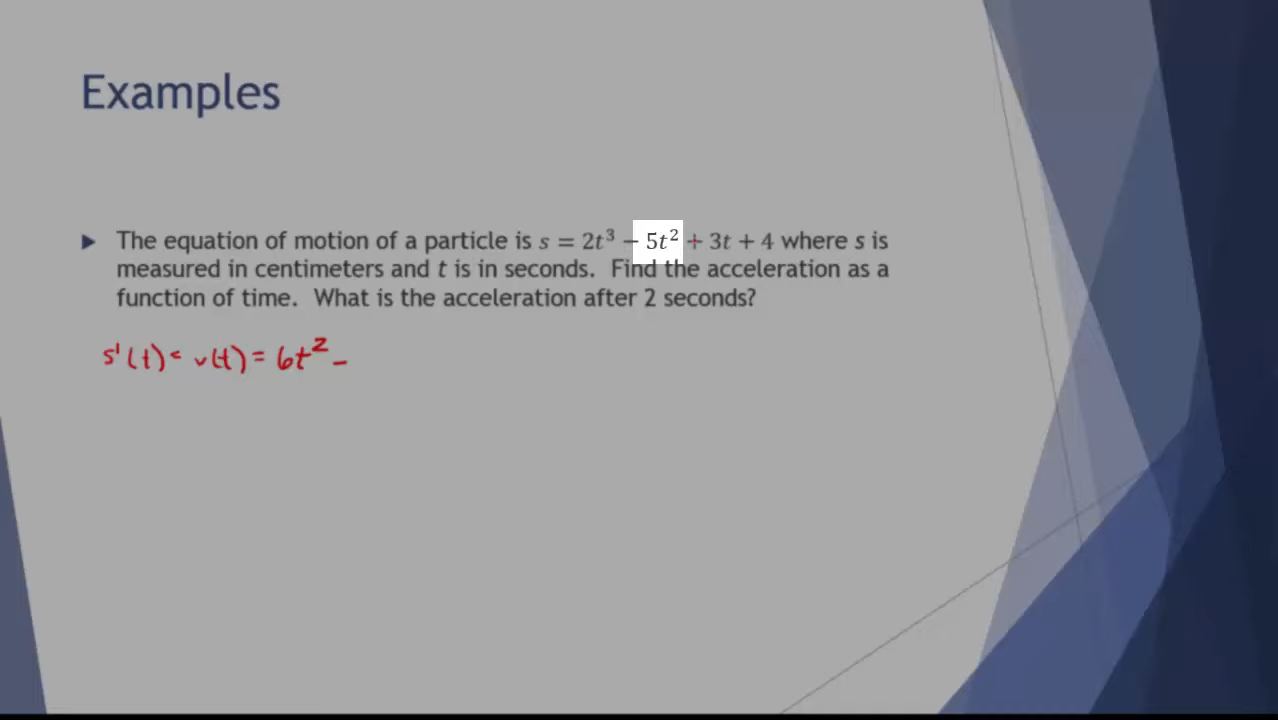 Examples
The equation of motion of a particle is s = 2t³ − 5t² + 3t + 4 where s is
measured in centimeters and t is in seconds. Find the acceleration as a
function of time. What is the acceleration after 2 seconds?
s'(t) = v(t) = 6t² −